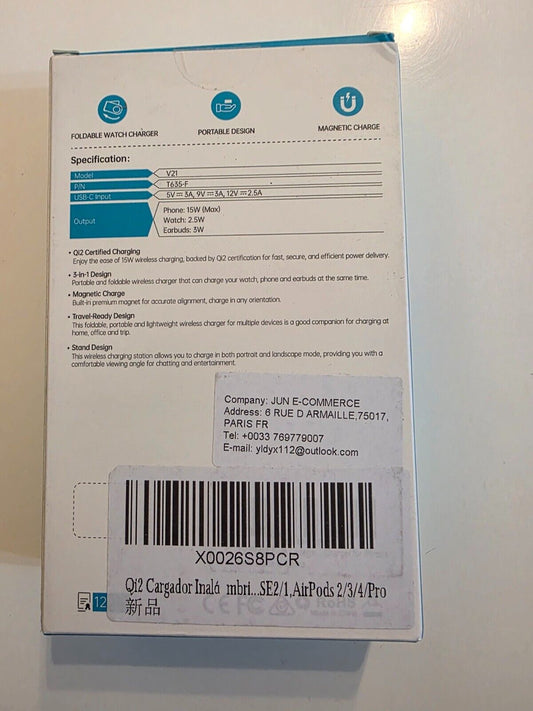 FOLDABLE WATCH CHARGER
PORTABLE DESIGN
MAGNETIC CHARGE
Specification:
Model V21
P/N T635-F
USB-C Input 5V⎓3A, 9V⎓3A, 12V⎓2.5A
Output
Phone: 15W (Max)
Watch: 2.5W
Earbuds: 3W
• Qi2 Certified Charging
Enjoy the ease of 15W wireless charging, backed by Qi2 certification for fast, secure, and efficient power delivery.
• 3-in-1 Design
Portable and foldable wireless charger that can charge your watch, phone and earbuds at the same time.
• Magnetic Charge
Built-in premium magnet for accurate alignment, charge in any orientation.
• Travel-Ready Design
This foldable, portable and lightweight wireless charger for multiple devices is a good companion for charging at
home, office and trip.
• Stand Design
This wireless charging station allows you to charge in both portrait and landscape mode, providing you with a
comfortable viewing angle for chatting and entertainment.
Company: JUN E-COMMERCE
Address: 6 RUE D ARMAILLE,75017,
PARIS FR
Tel: +0033 769779007
E-mail: yldyx112@outlook.com
X0026S8PCR
Qi2 Cargador Inalá mbri...SE2/1,AirPods 2/3/4/Pro
新品
12
CE FC RoHS